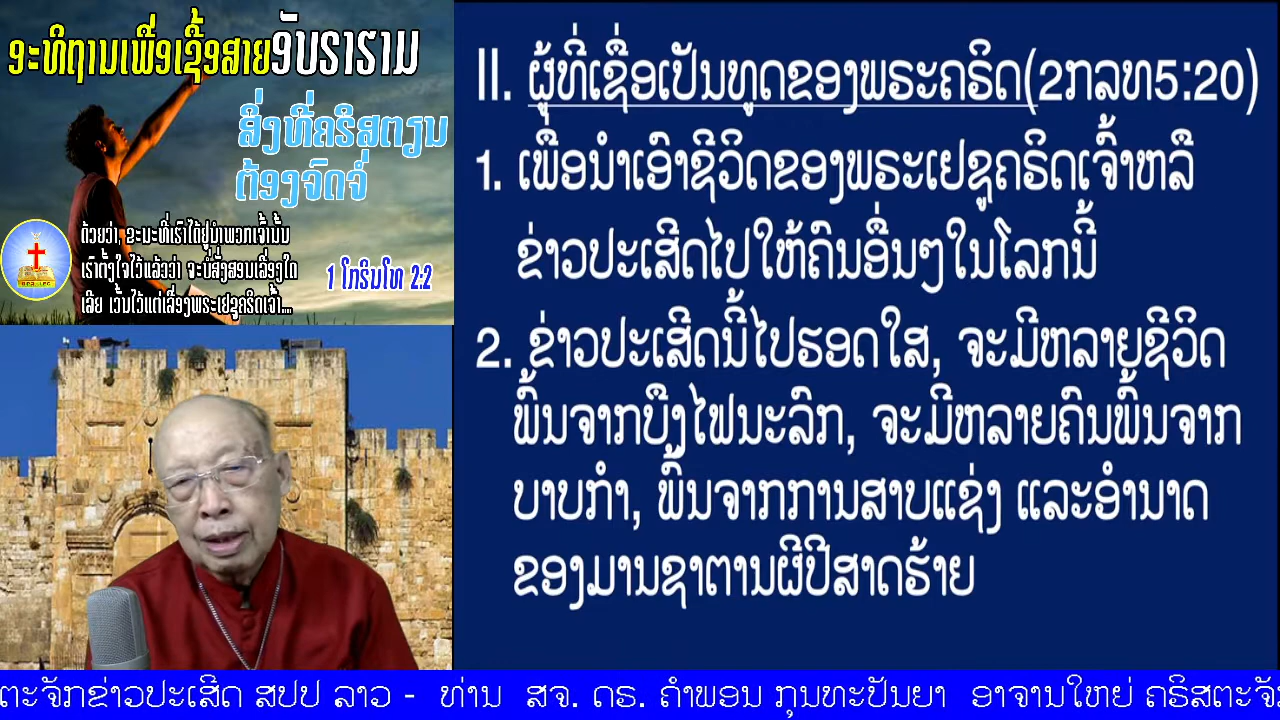 ອະທິຖານເພື່ອເຊື້ອສາຍອັບຣາຮາມ
ສິ່ງທີ່ຄຣິສຕຽນ
ຕ້ອງຈົດຈໍ່
ດ້ວຍວ່າ, ຂະນະທີ່ເຮົາໄດ້ຢູ່ນຳພວກເຈົ້ານັ້ນ
ເຮົາຕັ້ງໃຈໄວ້ແລ້ວວ່າ ຈະບໍ່ສັ່ງສອນເລື່ອງໃດ
ເລີຍ ເວັ້ນໄວ້ແຕ່ເລື່ອງພຣະເຢຊູຄຣິດເຈົ້າ....
1 ໂກຣິນໂທ 2:2
II. ຜູ້ທີ່ເຊື່ອເປັນທູດຂອງພຣະຄຣິດ(2ກລທ5:20)
1. ເພື່ອນຳເອົາຊີວິດຂອງພຣະເຢຊູຄຣິດເຈົ້າຫລື
ຂ່າວປະເສີດໄປໃຫ້ຄົນອື່ນໆໃນໂລກນີ້
2. ຂ່າວປະເສີດນີ້ໄປຮອດໃສ, ຈະມີຫລາຍຊີວິດ
ພົ້ນຈາກບຶງໄຟນະລົກ, ຈະມີຫລາຍຄົນພົ້ນຈາກ
ບາບກຳ, ພົ້ນຈາກການສາບແຊ່ງ ແລະອຳນາດ
ຂອງມານຊາຕານຜີປີສາດຮ້າຍ
ຕະຈັກຂ່າວປະເສີດ ສປປ ລາວ - ທ່ານ ສຈ. ດຣ. ຄຳພອນ ກຸນທະປັນຍາ ອາຈານໃຫຍ່ ຄຣິສຕະຈັ